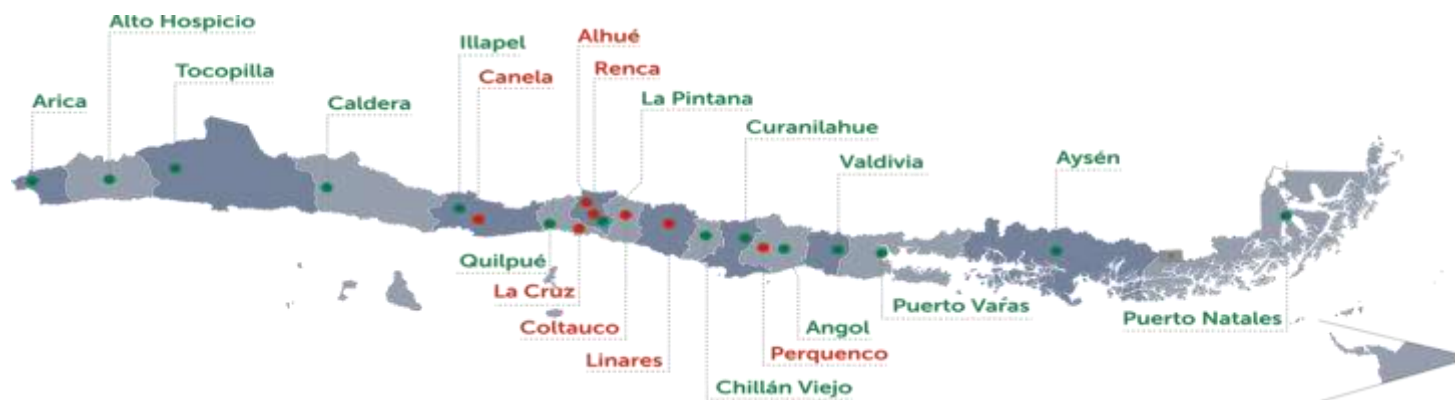 Alto Hospicio
Illapel
Alhué
Canela
Renca
Tocopilla
Arica
Caldera
La Pintana
Curanilahue
Valdivia
Aysén
Quilpué
La Cruz
Coltauco
Linares
Chillán Viejo
Angol
Perquenco
Puerto Varas
Puerto Natales